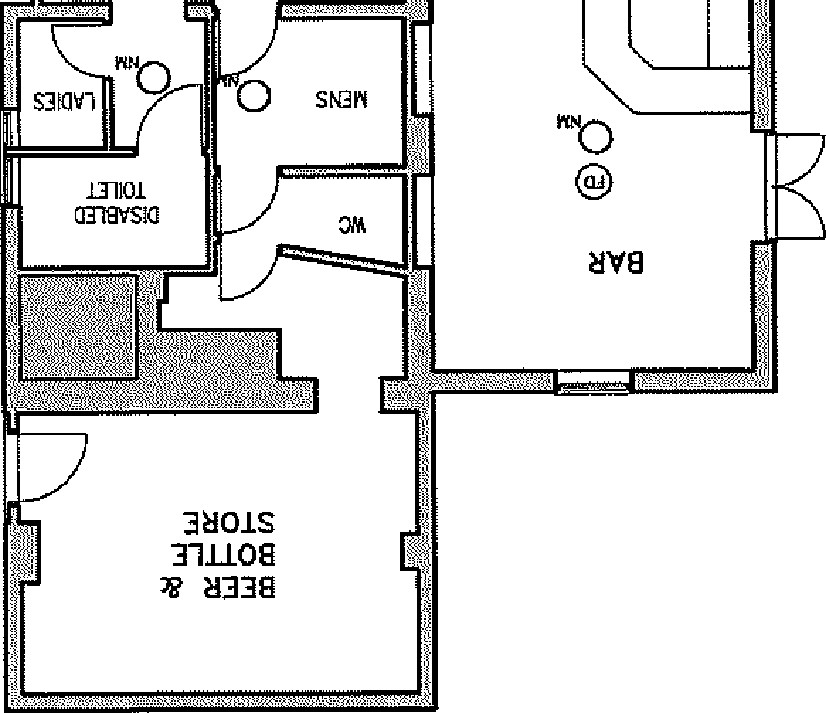 BEER &
BOTTLE
STORE
BAR
WC
DISABLED
TOILET
FD
NM
MENS
LADIES
NM
NM